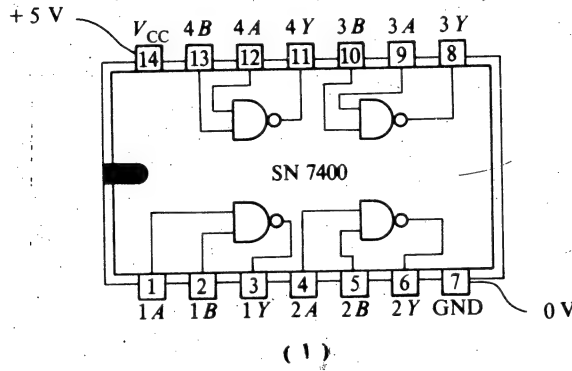 +5 V
VCC 4B 4A 4Y 3B 3A 3Y
14 13 12 11 10 9 8
SN 7400
1 2 3 4 5 6 7
1A 1B 1Y 2A 2B 2Y GND
0 V
(١)